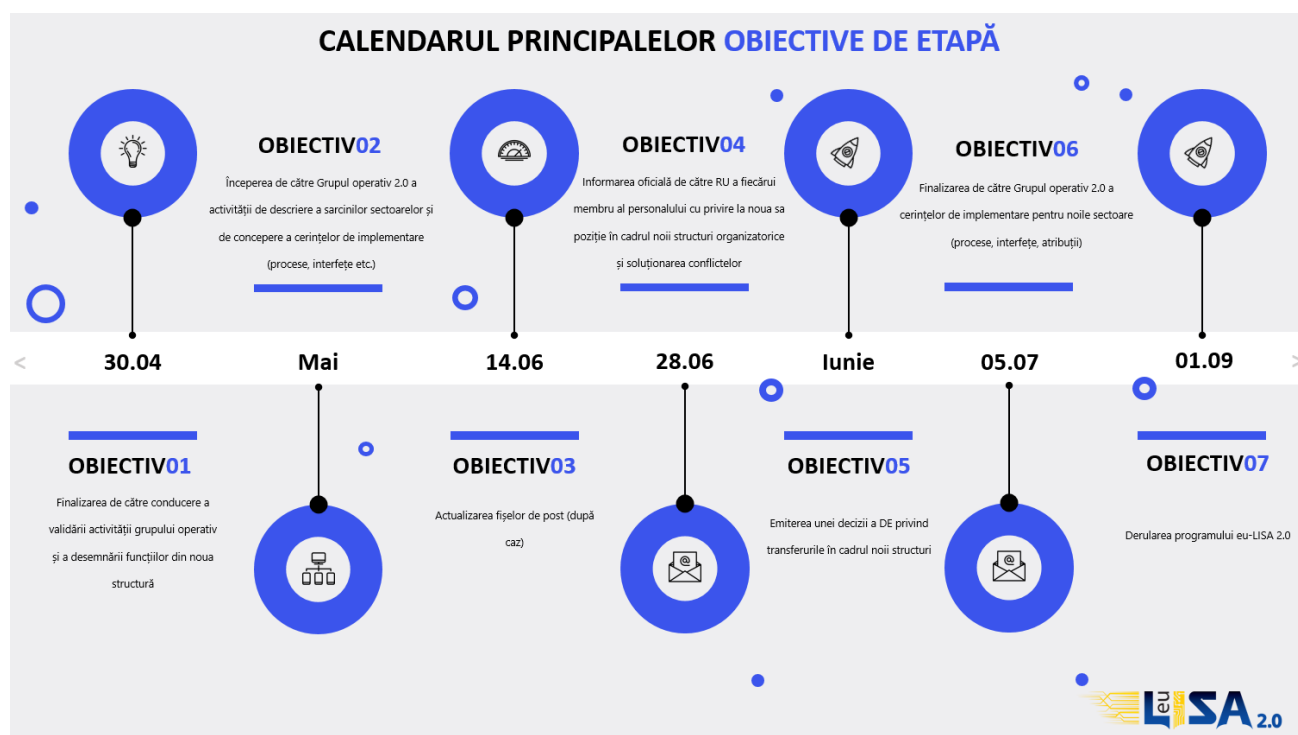 CALENDARUL PRINCIPALELOR OBIECTIVE DE ETAPĂ
OBIECTIV02
Începerea de către Grupul operativ 2.0 a
activității de descriere a sarcinilor sectoarelor și
de concepere a cerințelor de implementare
(procese, interfețe etc.)
OBIECTIV04
Informarea oficială de către RU a fiecărui
membru al personalului cu privire la noua sa
poziție în cadrul noii structuri organizatorice
și soluționarea conflictelor
OBIECTIV06
Finalizarea de către Grupul operativ 2.0 a
cerințelor de implementare pentru noile sectoare
(procese, interfețe, atribuții)
< 30.04 Mai 14.06 28.06 Iunie 05.07 01.09 >
OBIECTIV01
Finalizarea de către conducere a
validării activității grupului operativ
și a desemnării funcțiilor din noua
structură
OBIECTIV03
Actualizarea fișelor de post (după
caz)
OBIECTIV05
Emiterea unei decizii a DE privind
transferurile în cadrul noii structuri
OBIECTIV07
Derularea programului eu-LISA 2.0
eu LISA 2.0